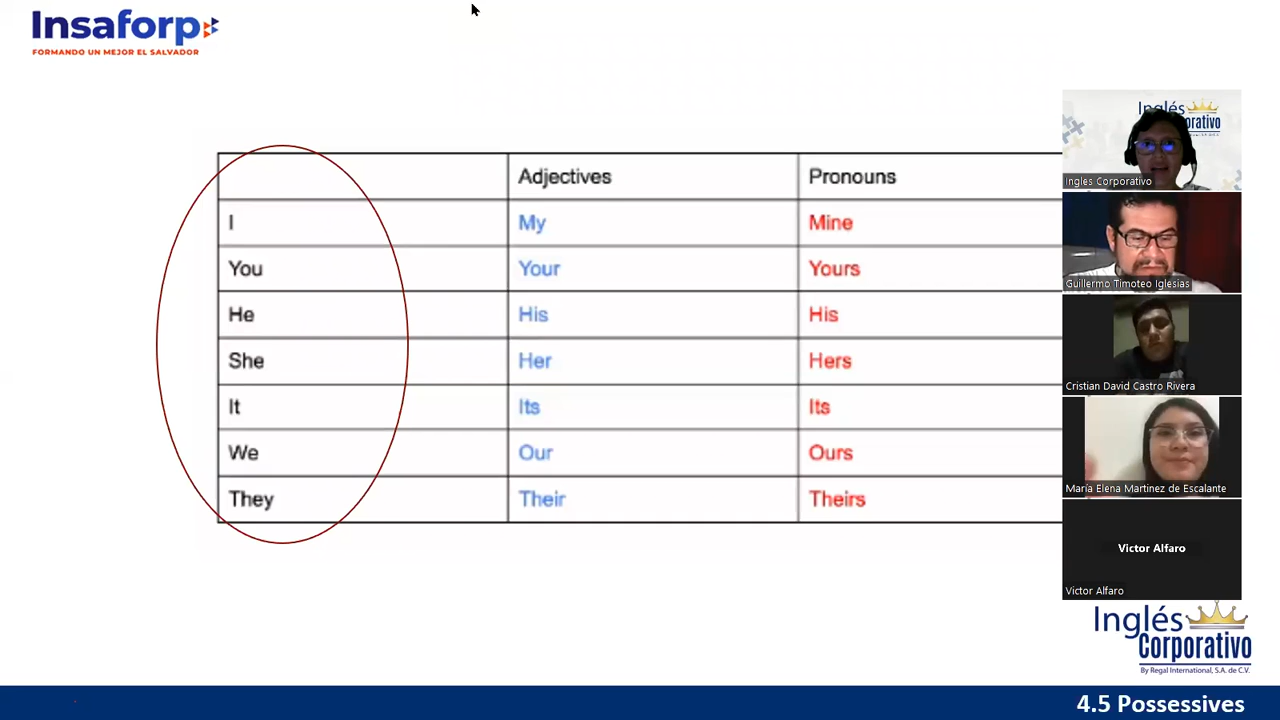 Insaforp
FORMANDO UN MEJOR EL SALVADOR
Adjectives Pronouns
I My Mine
You Your Yours
He His His
She Her Hers
It Its Its
We Our Ours
They Their Theirs
Inglés
Corporativo
Ingles Corporativo
Guillermo Timoteo Iglesias
Cristian David Castro Rivera
María Elena Martinez de Escalante
Victor Alfaro
Victor Alfaro
Inglés
Corporativo
By Regal International, S.A. de C.V.
4.5 Possessives